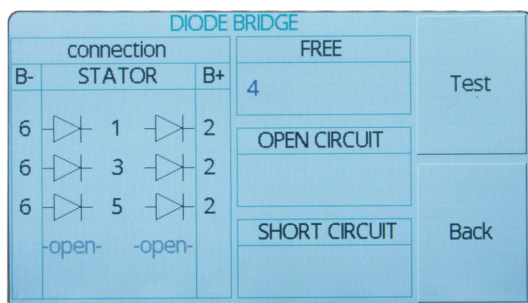 DIODE BRIDGE
connection
B- STATOR B+
6 1 2
6 3 2
6 5 2
-open- -open-
FREE
4
OPEN CIRCUIT
SHORT CIRCUIT
Test
Back